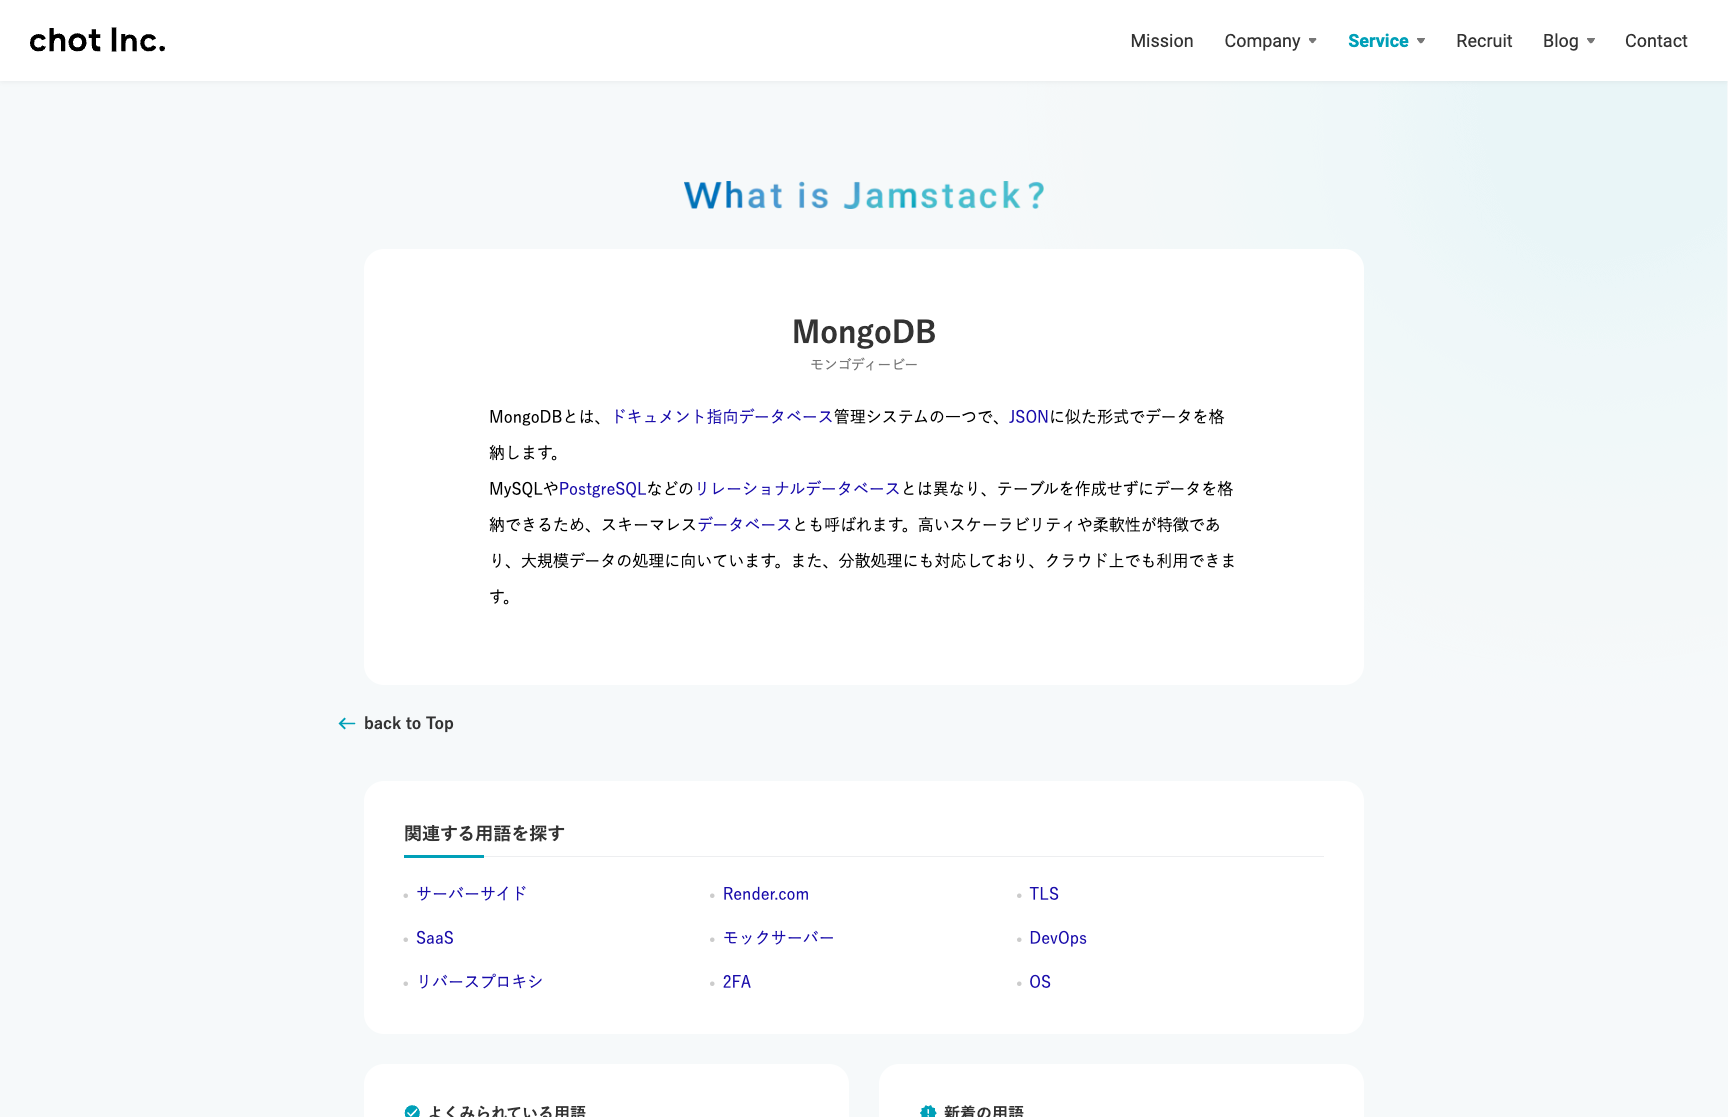 chot Inc.
Mission
Company
Service
Recruit
Blog
Contact
What is Jamstack?
MongoDB
モンゴディービー
MongoDBとは、ドキュメント指向データベース管理システムの一つで、JSONに似た形式でデータを格
納します。
MySQLやPostgreSQLなどのリレーショナルデータベースとは異なり、テーブルを作成せずにデータを格
納できるため、スキーマレスデータベースとも呼ばれます。高いスケーラビリティや柔軟性が特徴であ
り、大規模データの処理に向いています。また、分散処理にも対応しており、クラウド上でも利用できま
す。
back to Top
関連する用語を探す
サーバーサイド
Render.com
TLS
SaaS
モックサーバー
DevOps
リバースプロキシ
2FA
OS
よくみられている用語
新着の用語